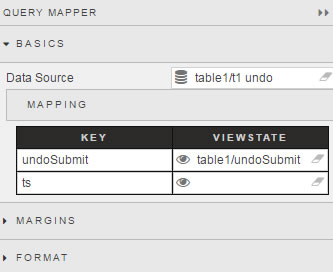 QUERY MAPPER
BASICS
Data Source table1/t1 undo
MAPPING
KEY VIEWSTATE
undoSubmit table1/undoSubmit
ts
MARGINS
FORMAT